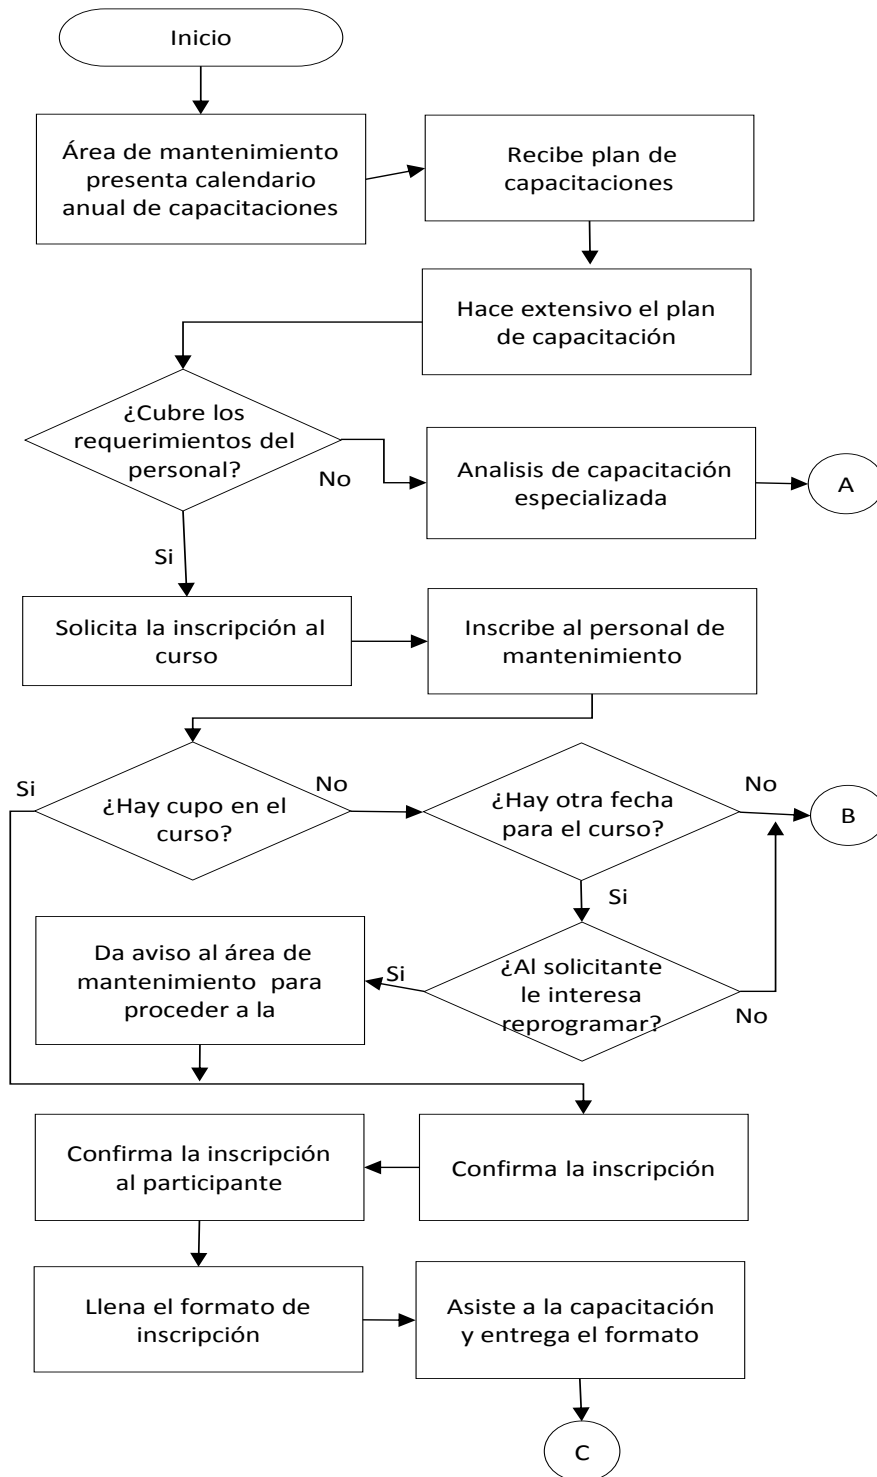 Inicio
Área de mantenimiento
presenta calendario
anual de capacitaciones
Recibe plan de
capacitaciones
Hace extensivo el plan
de capacitación
¿Cubre los
requerimientos del
personal?
No
Analisis de capacitación
especializada
A
Si
Solicita la inscripción al
curso
Inscribe al personal de
mantenimiento
Si
¿Hay cupo en el
curso?
No
¿Hay otra fecha
para el curso?
No
B
Si
Da aviso al área de
mantenimiento para
proceder a la
Si
¿Al solicitante
le interesa
reprogramar?
No
Confirma la inscripción
al participante
Confirma la inscripción
Llena el formato de
inscripción
Asiste a la capacitación
y entrega el formato
C